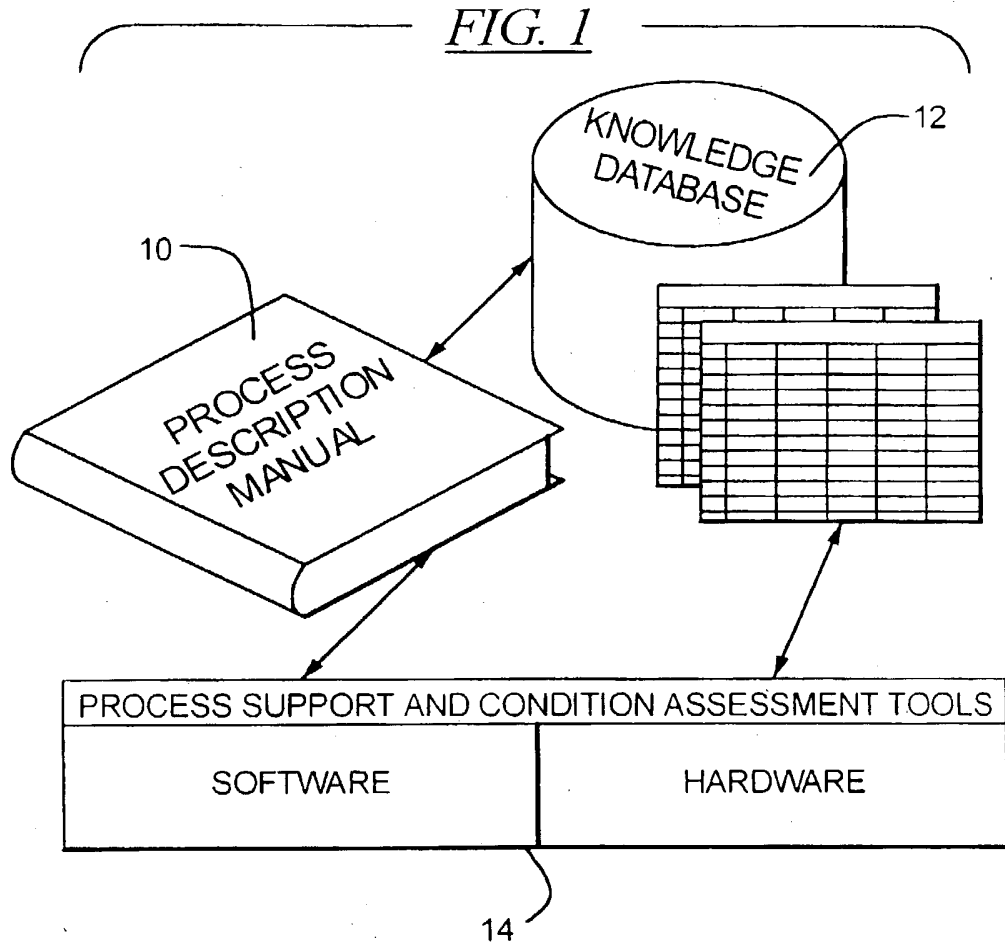 FIG. 1
KNOWLEDGE
DATABASE
12
10
PROCESS
DESCRIPTION
MANUAL
PROCESS SUPPORT AND CONDITION ASSESSMENT TOOLS
SOFTWARE
HARDWARE
14